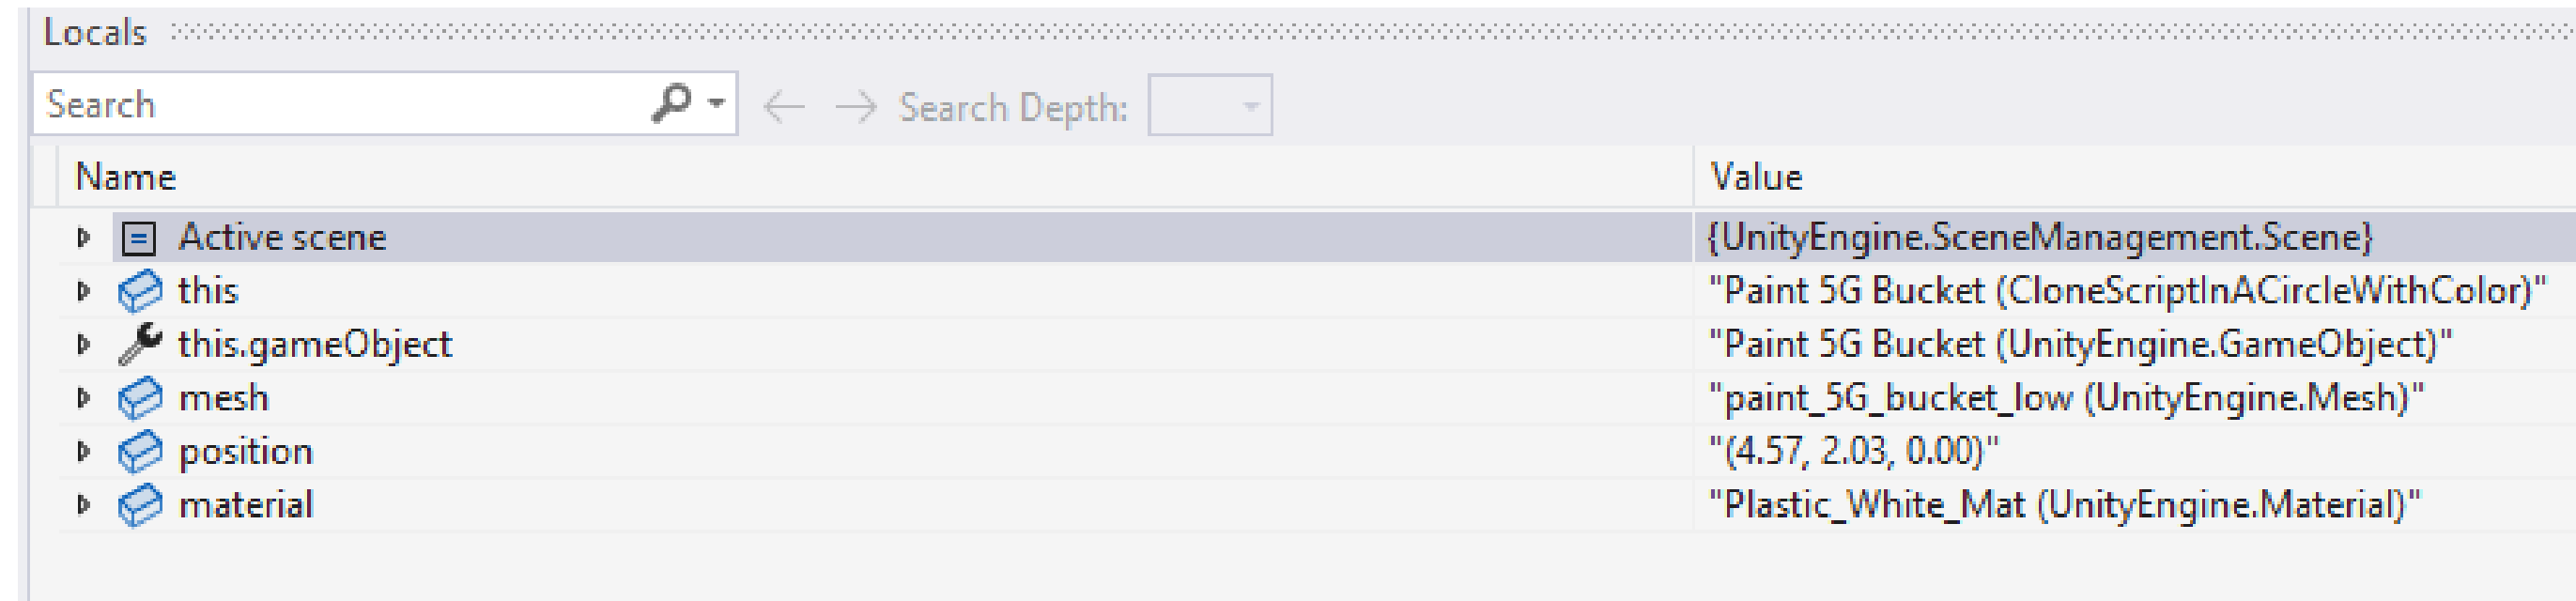 Locals
Search Search Depth:
Name Value
Active scene {UnityEngine.SceneManagement.Scene}
this "Paint 5G Bucket (CloneScriptInACircleWithColor)"
this.gameObject "Paint 5G Bucket (UnityEngine.GameObject)"
mesh "paint_5G_bucket_low (UnityEngine.Mesh)"
position "(4.57, 2.03, 0.00)"
material "Plastic_White_Mat (UnityEngine.Material)"